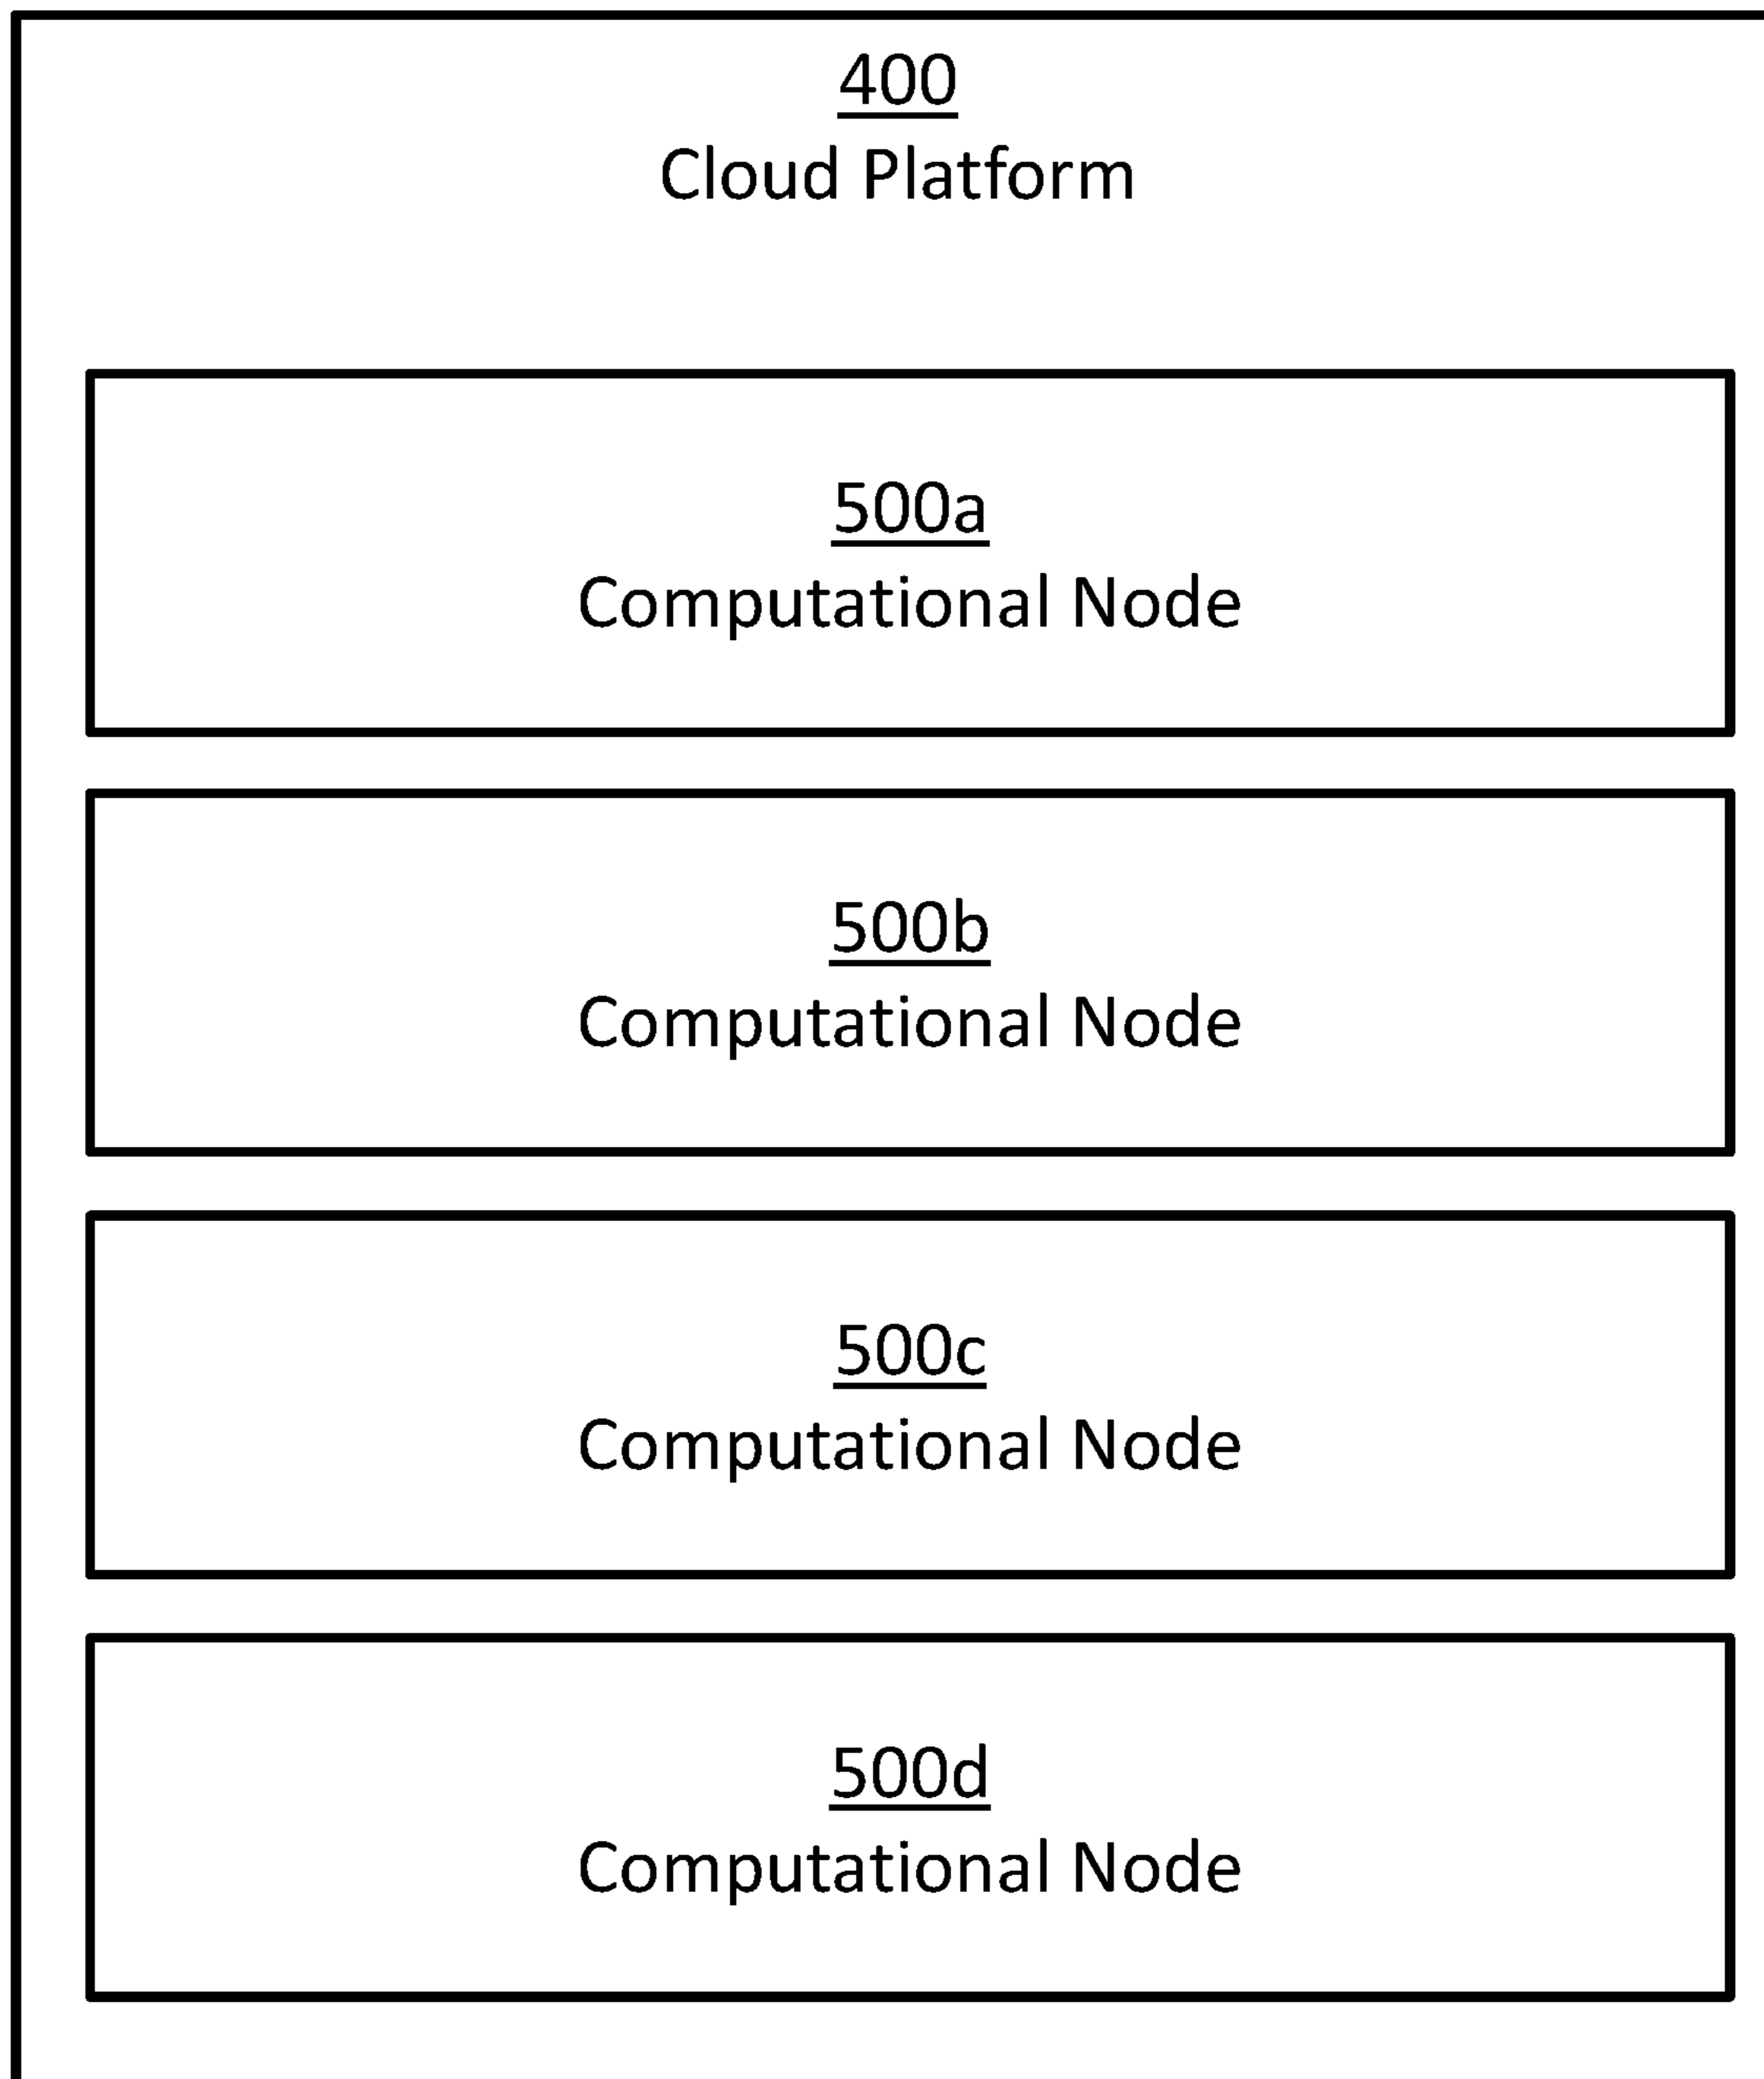 400
Cloud Platform
500a
Computational Node
500b
Computational Node
500c
Computational Node
500d
Computational Node